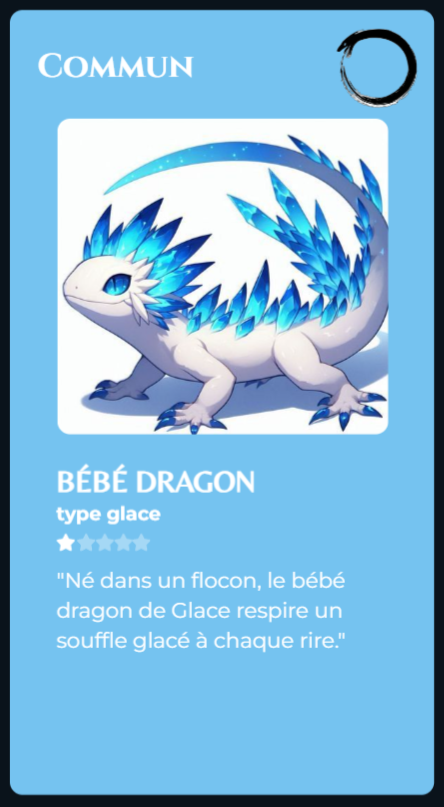 Commun
BÉBÉ DRAGON
type glace
"Né dans un flocon, le bébé
dragon de Glace respire un
souffle glacé à chaque rire."